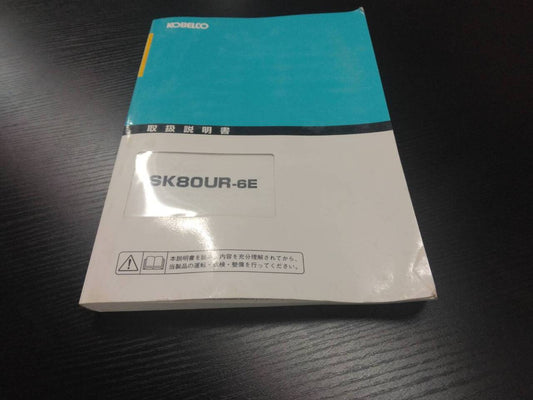 KOBELCO
取扱説明書
SK80UR-6E
本説明書を読み、内容を充分理解されてから、
当製品の運転・点検・整備を行ってください。